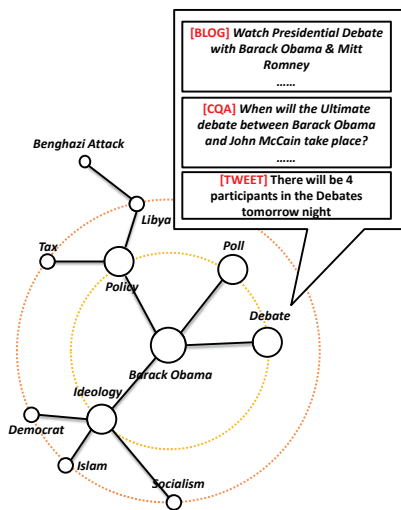 [BLOG] Watch Presidential Debate
with Barack Obama & Mitt
Romney
......
[CQA] When will the Ultimate
debate between Barack Obama
and John McCain take place?
......
[TWEET] There will be 4
participants in the Debates
tomorrow night
Benghazi Attack
Libya
Tax
Policy
Poll
Debate
Barack Obama
Ideology
Democrat
Islam
Socialism